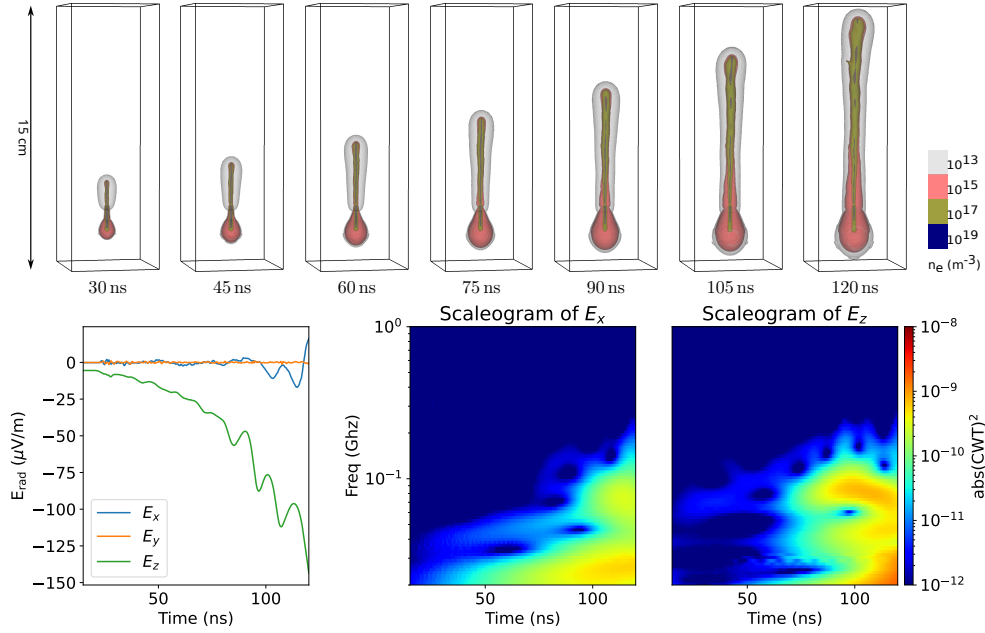 15 cm
10^13
10^15
10^17
10^19
n_e (m^-3)
30 ns
45 ns
60 ns
75 ns
90 ns
105 ns
120 ns
Scaleogram of E_x
Scaleogram of E_z
0
−25
−50
−75
−100
−125
−150
E_rad (μV/m)
E_x
E_y
E_z
50
100
Time (ns)
10^0
10^−1
Freq (Ghz)
50
100
Time (ns)
50
100
Time (ns)
10^−8
10^−9
10^−10
10^−11
10^−12
abs(CWT)^2